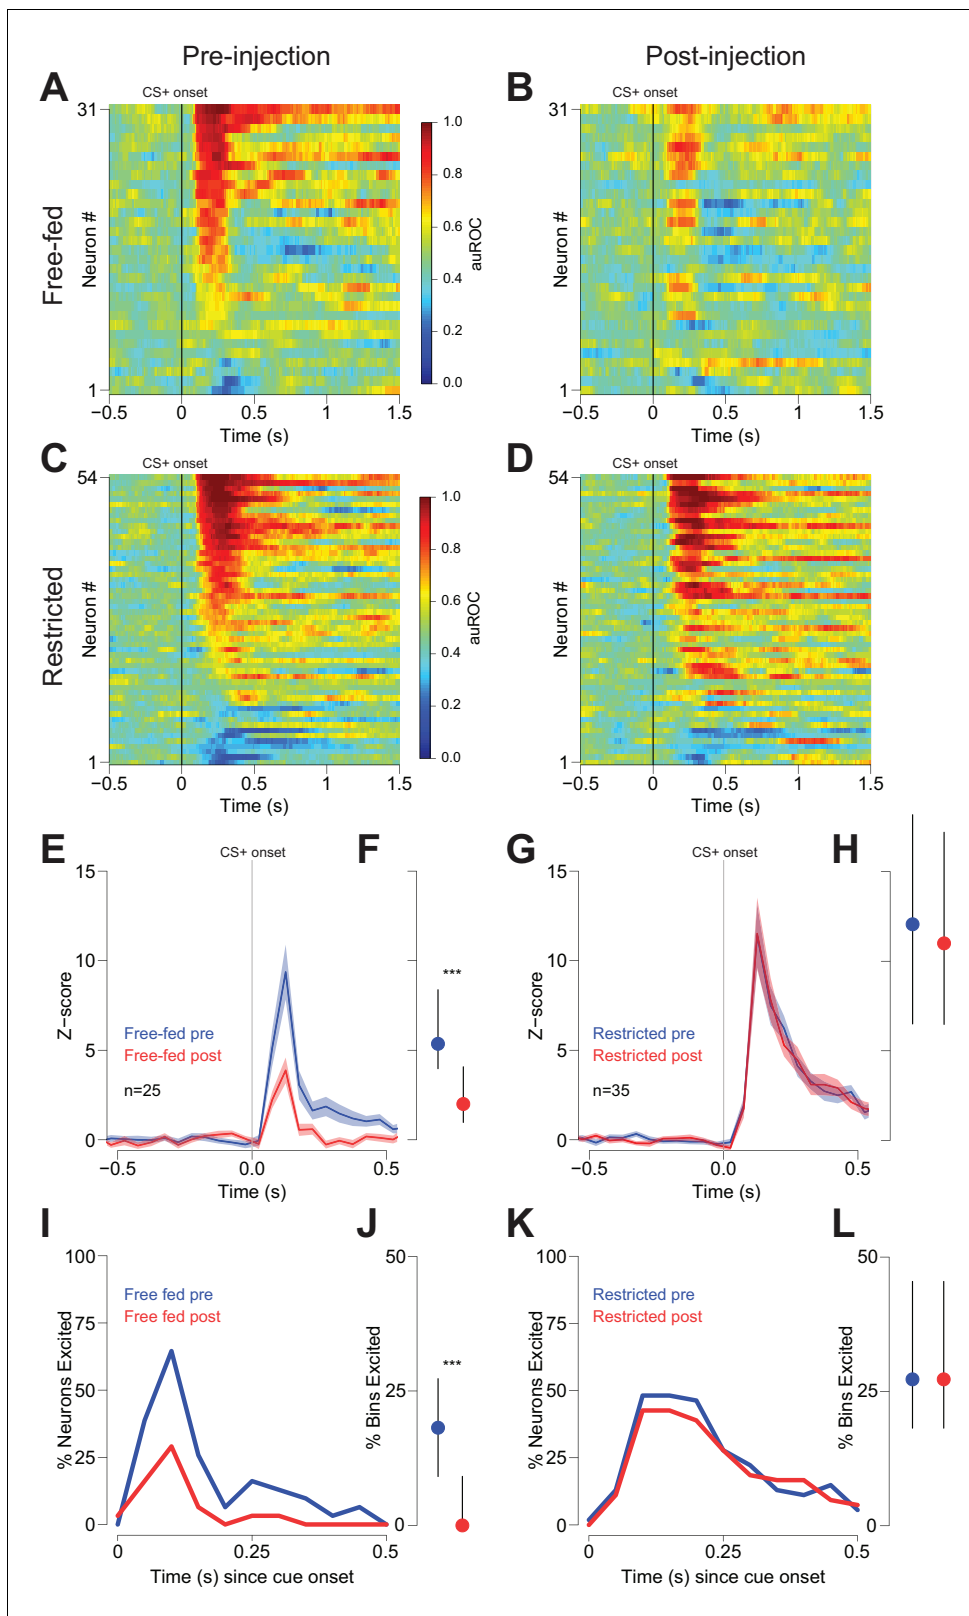 Pre-injection
Post-injection
A
B
CS+ onset
CS+ onset
Free-fed
Neuron #
31
1
−0.5
0
0.5
1
1.5
Time (s)
1.0
0.8
0.6
0.4
0.2
0.0
auROC
Neuron #
31
1
−0.5
0
0.5
1
1.5
Time (s)
C
D
CS+ onset
CS+ onset
Restricted
Neuron #
54
1
−0.5
0
0.5
1
1.5
Time (s)
1.0
0.8
0.6
0.4
0.2
0.0
auROC
Neuron #
54
1
−0.5
0
0.5
1
1.5
Time (s)
E
F
G
H
CS+ onset
Z−score
15
10
5
0
Free-fed pre
Free-fed post
n=25
−0.5
0.0
0.5
Time (s)
***
CS+ onset
Z−score
15
10
5
0
Restricted pre
Restricted post
n=35
−0.5
0.0
0.5
Time (s)
I
J
K
L
% Neurons Excited
100
75
50
25
0
Free fed pre
Free fed post
0
0.25
0.5
Time (s) since cue onset
% Bins Excited
50
25
0
***
% Neurons Excited
100
75
50
25
0
Restricted pre
Restricted post
0
0.25
0.5
Time (s) since cue onset
% Bins Excited
50
25
0